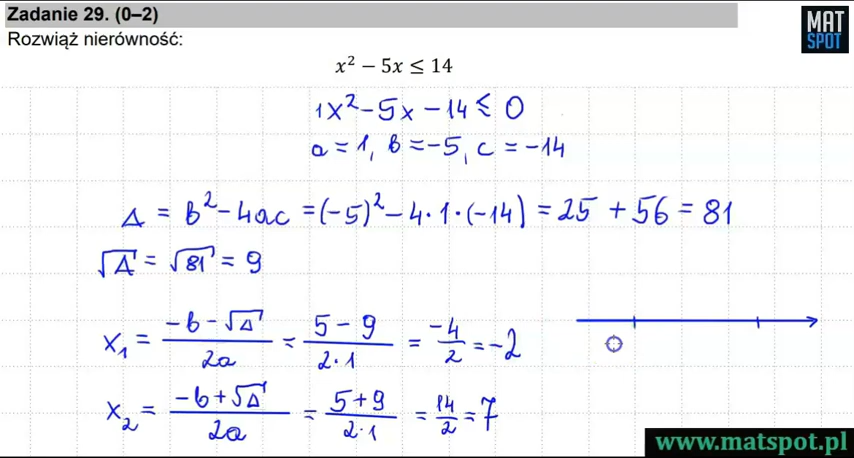 Zadanie 29. (0–2)
MAT
SPOT
Rozwiąż nierówność:
x² − 5x ≤ 14
1x² − 5x − 14 ≤ 0
a = 1, b = −5, c = −14
Δ = b² − 4ac = (−5)² − 4·1·(−14) = 25 + 56 = 81
√Δ = √81 = 9
x₁ = (−b − √Δ)/(2a) = (5 − 9)/(2·1) = −4/2 = −2
x₂ = (−b + √Δ)/(2a) = (5 + 9)/(2·1) = 14/2 = 7
www.matspot.pl